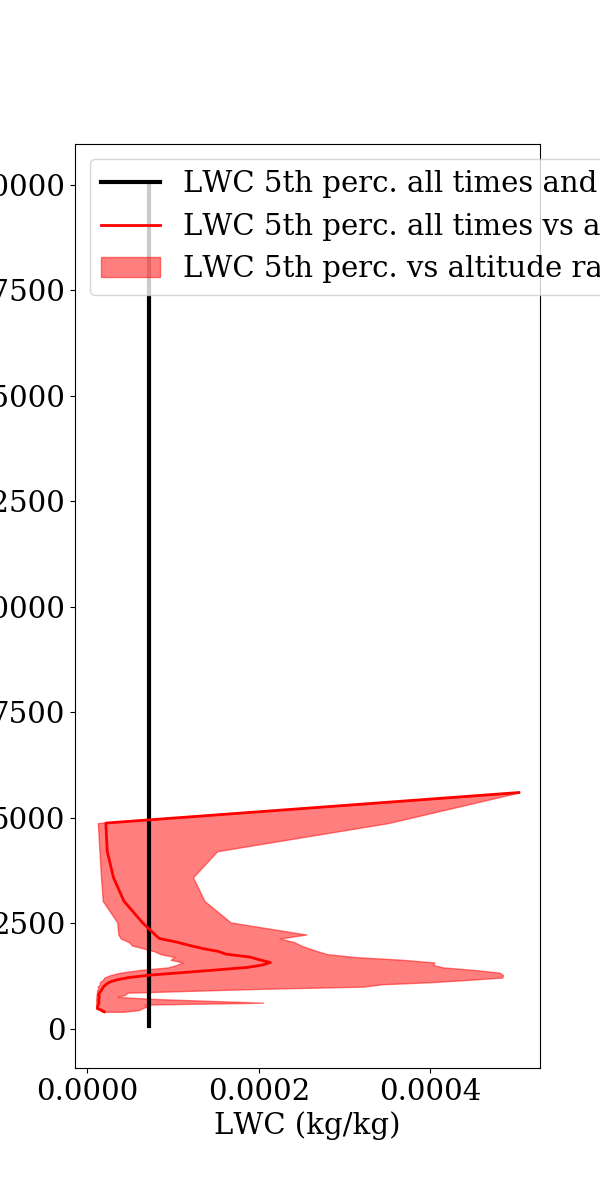 LWC 5th perc. all times and
LWC 5th perc. all times vs a
LWC 5th perc. vs altitude ra
0000
7500
5000
2500
0000
7500
5000
2500
0
0.0000 0.0002 0.0004
LWC (kg/kg)